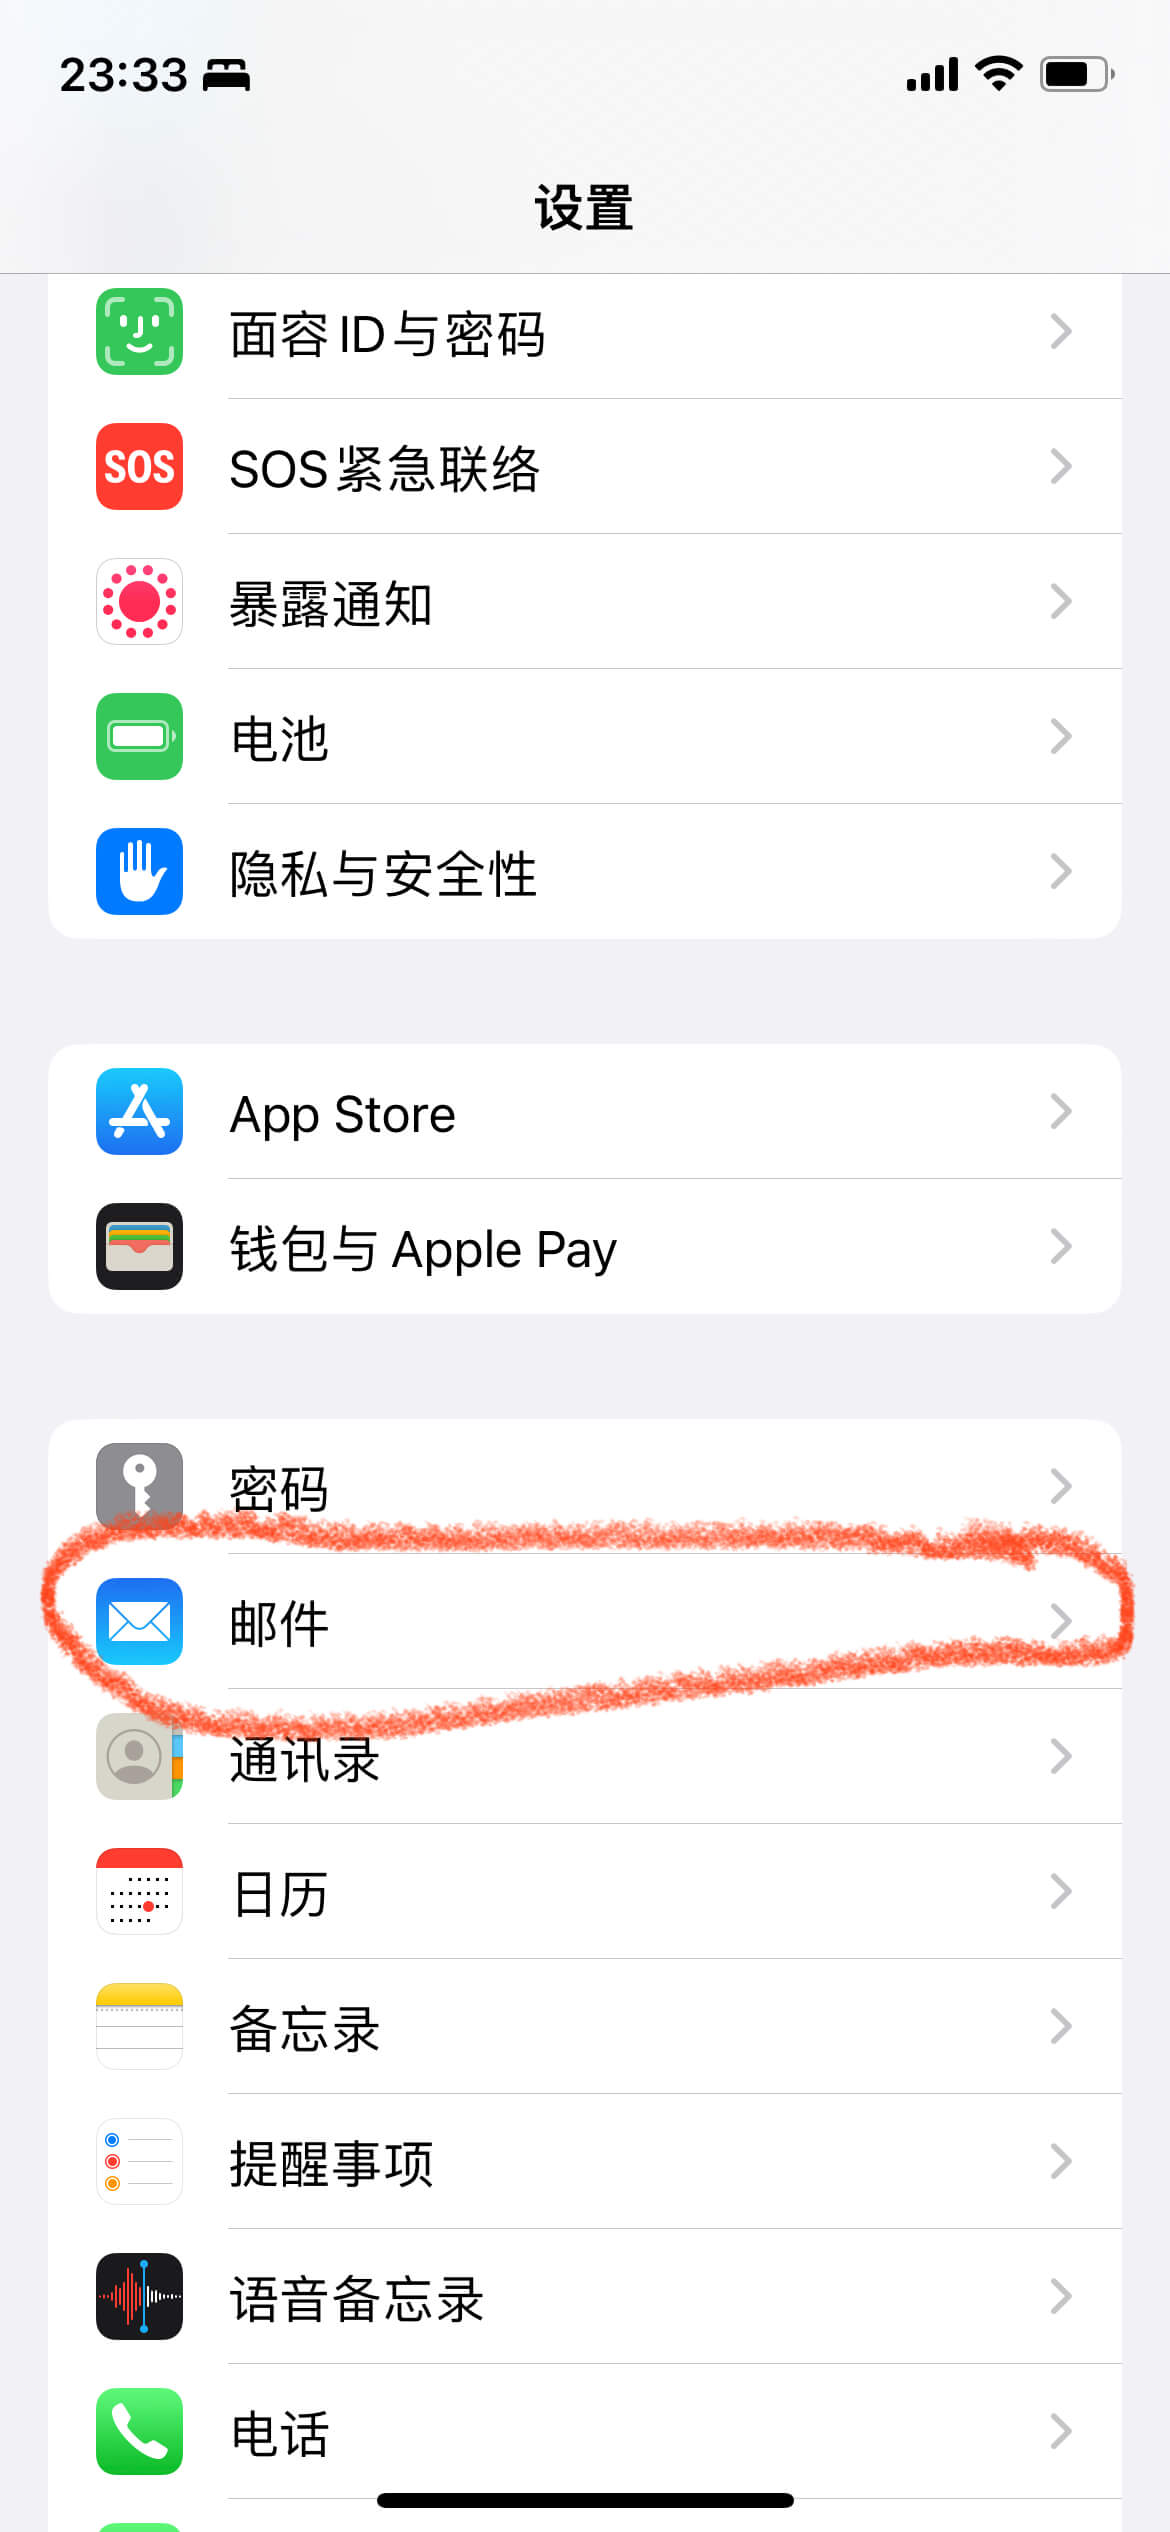 23:33
设置
面容 ID 与密码
SOS
SOS 紧急联络
暴露通知
电池
隐私与安全性
App Store
钱包与 Apple Pay
密码
邮件
通讯录
日历
备忘录
提醒事项
语音备忘录
电话